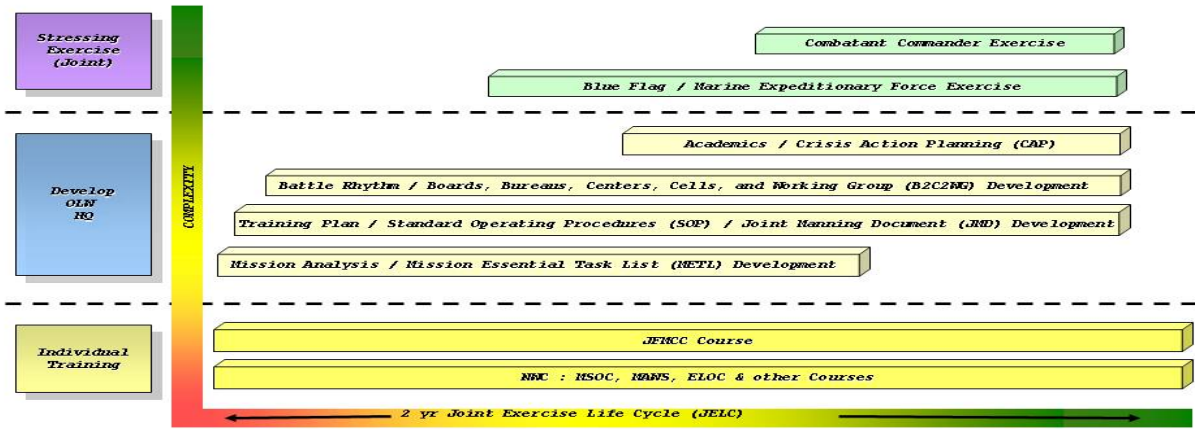 Stressing
Exercise
(Joint)
Combatant Commander Exercise
Blue Flag / Marine Expeditionary Force Exercise
Develop
OLW
HQ
COMPLEXITY
Academics / Crisis Action Planning (CAP)
Battle Rhythm / Boards, Bureaus, Centers, Cells, and Working Group (B2C2WG) Development
Training Plan / Standard Operating Procedures (SOP) / Joint Manning Document (JMD) Development
Mission Analysis / Mission Essential Task List (METL) Development
Individual
Training
JFMCC Course
NWC : MSOC, MAWS, ELOC & other Courses
2 yr Joint Exercise Life Cycle (JELC)